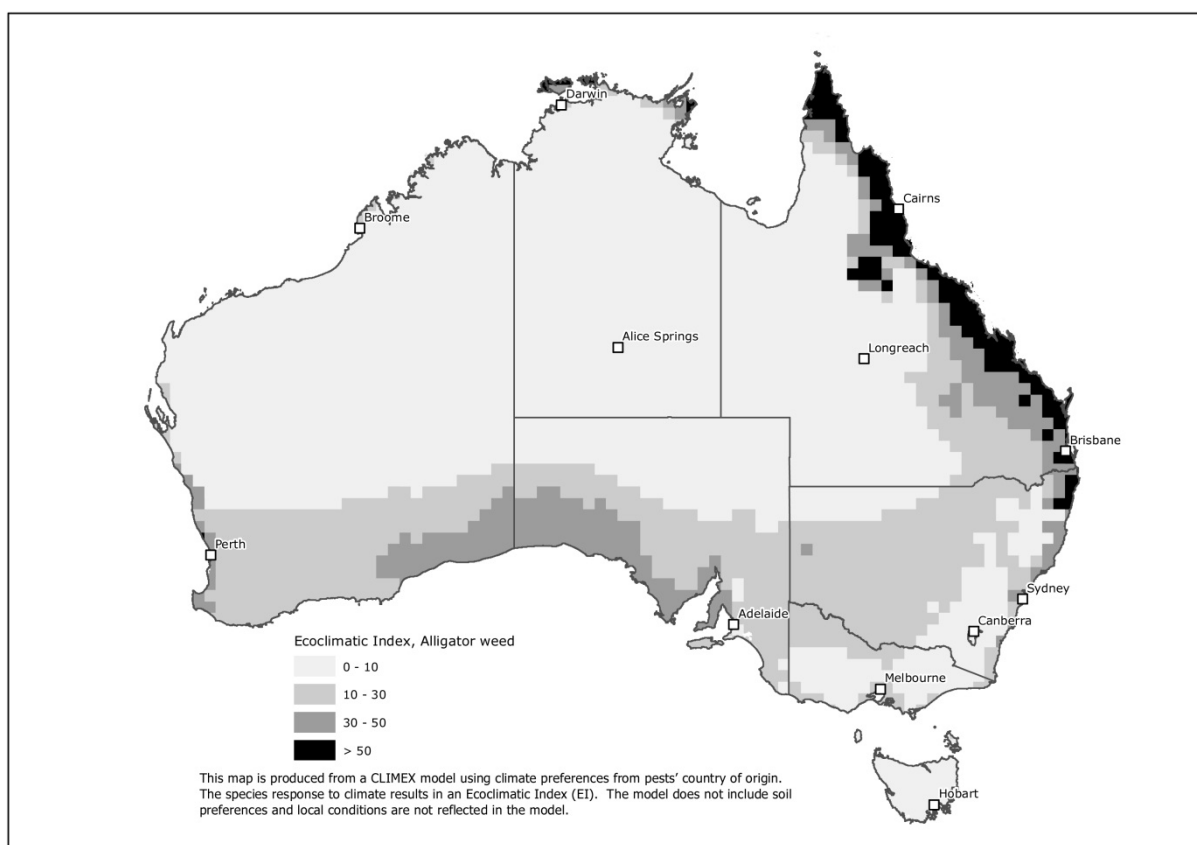 Darwin
Cairns
Broome
Alice Springs
Longreach
Brisbane
Perth
Sydney
Adelaide
Canberra
Melbourne
Hobart
Ecoclimatic Index, Alligator weed
0 - 10
10 - 30
30 - 50
> 50
This map is produced from a CLIMEX model using climate preferences from pests' country of origin.
The species response to climate results in an Ecoclimatic Index (EI).  The model does not include soil
preferences and local conditions are not reflected in the model.